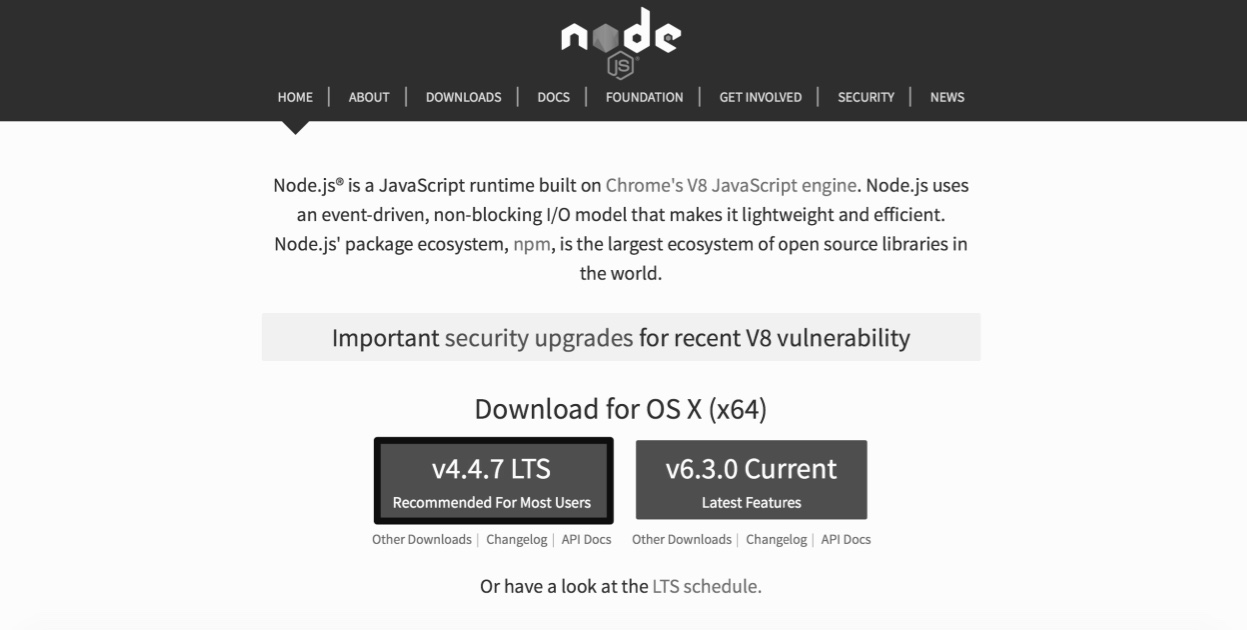 node
JS
HOME | ABOUT | DOWNLOADS | DOCS | FOUNDATION | GET INVOLVED | SECURITY | NEWS
Node.js® is a JavaScript runtime built on Chrome's V8 JavaScript engine. Node.js uses
an event-driven, non-blocking I/O model that makes it lightweight and efficient.
Node.js' package ecosystem, npm, is the largest ecosystem of open source libraries in
the world.
Important security upgrades for recent V8 vulnerability
Download for OS X (x64)
v4.4.7 LTS
Recommended For Most Users
v6.3.0 Current
Latest Features
Other Downloads | Changelog | API Docs
Other Downloads | Changelog | API Docs
Or have a look at the LTS schedule.